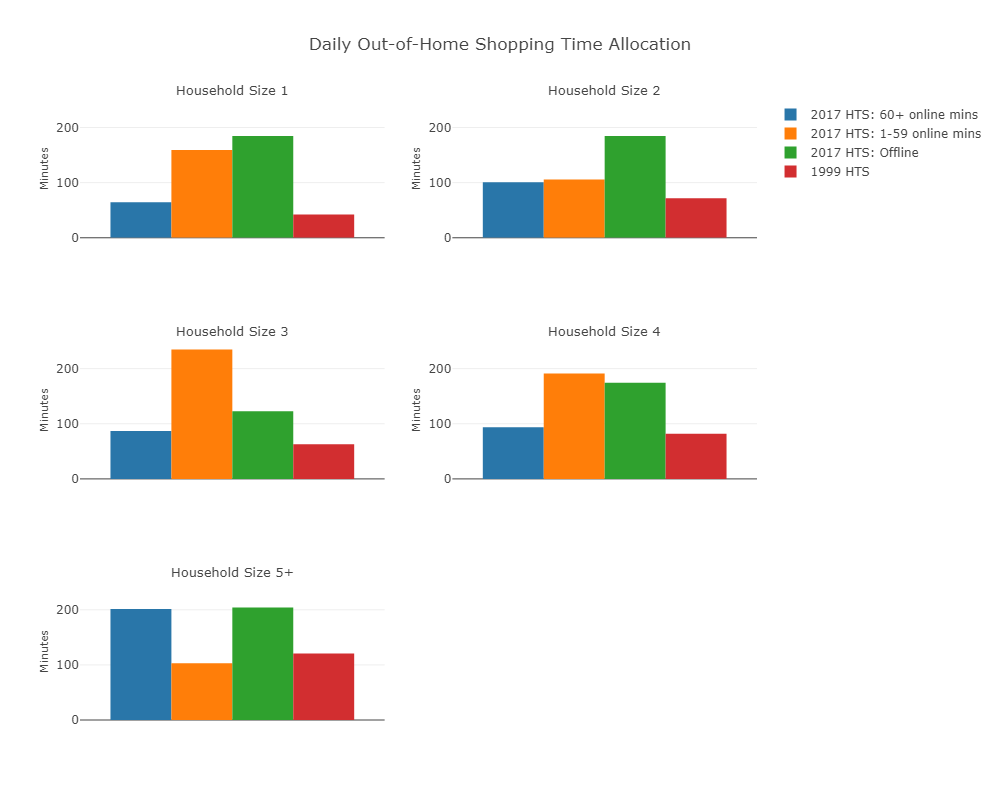 Daily Out-of-Home Shopping Time Allocation
Household Size 1
Household Size 2
2017 HTS: 60+ online mins
2017 HTS: 1-59 online mins
2017 HTS: Offline
1999 HTS
Minutes
200
100
0
Minutes
200
100
0
Household Size 3
Household Size 4
Minutes
200
100
0
Minutes
200
100
0
Household Size 5+
Minutes
200
100
0